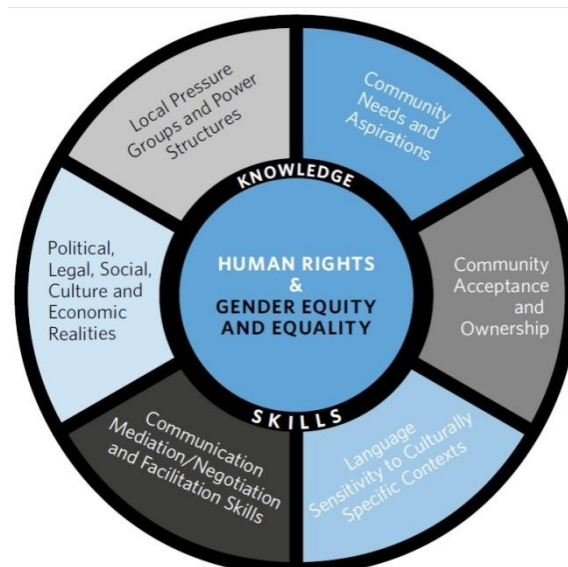 Local Pressure
Groups and Power
Structures
Community
Needs and
Aspirations
KNOWLEDGE
Political,
Legal, Social,
Culture and
Economic
Realities
HUMAN RIGHTS
&
GENDER EQUITY
AND EQUALITY
Community
Acceptance
and
Ownership
SKILLS
Communication
Mediation/Negotiation
and Facilitation Skills
Language
Sensitivity to Culturally
Specific Contexts